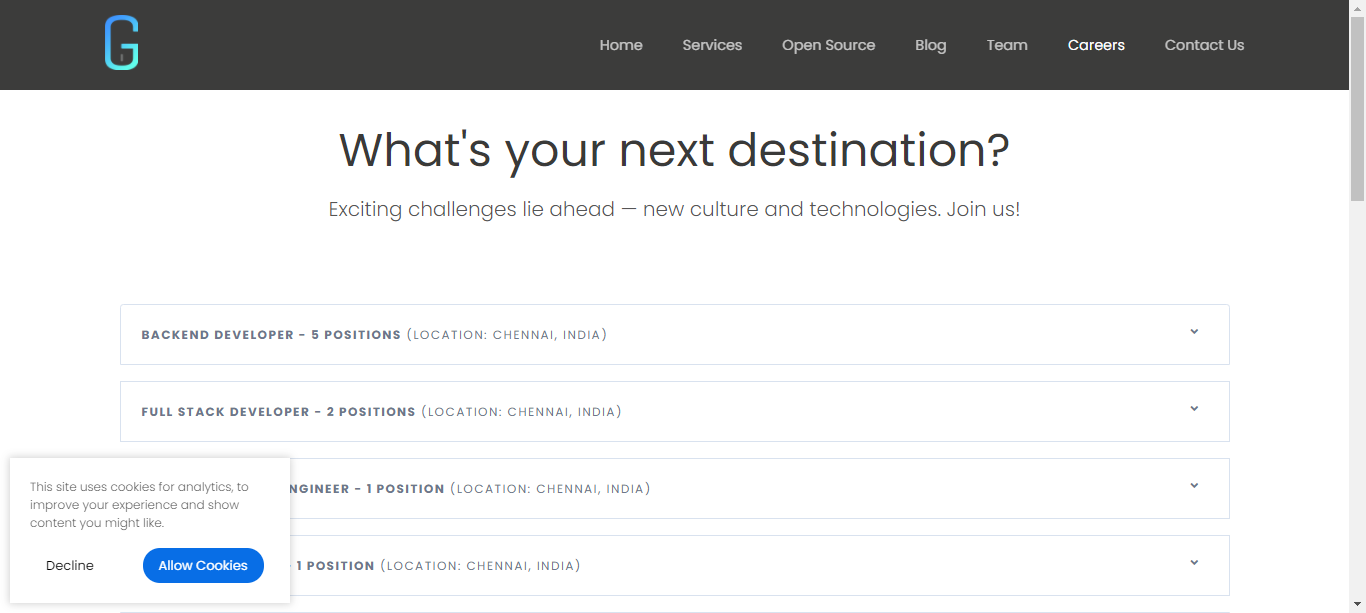 G
Home Services Open Source Blog Team Careers Contact Us
What's your next destination?
Exciting challenges lie ahead — new culture and technologies. Join us!
BACKEND DEVELOPER - 5 POSITIONS (LOCATION: CHENNAI, INDIA)
FULL STACK DEVELOPER - 2 POSITIONS (LOCATION: CHENNAI, INDIA)
NGINEER - 1 POSITION (LOCATION: CHENNAI, INDIA)
1 POSITION (LOCATION: CHENNAI, INDIA)
This site uses cookies for analytics, to
improve your experience and show
content you might like.
Decline Allow Cookies